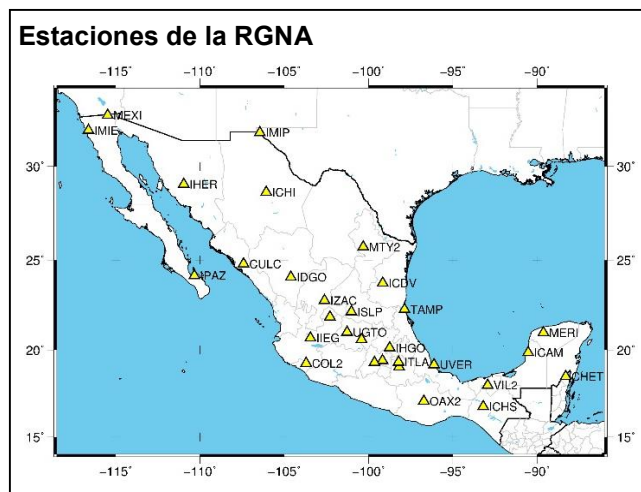 Estaciones de la RGNA
−115˚ −110˚ −105˚ −100˚ −95˚ −90˚
MEXI
IMIE
IMIP
30˚ 30˚
IHER
ICHI
MTY2
25˚ 25˚
CULC
IPAZ
IDGO
ICDV
IZAC
ISLP
TAMP
UGTO
MERI
IIEG
IHGO
ICAM
20˚ 20˚
COL2
ITLA
UVER
CHET
VIL2
OAX2
ICHS
15˚ 15˚
−115˚ −110˚ −105˚ −100˚ −95˚ −90˚